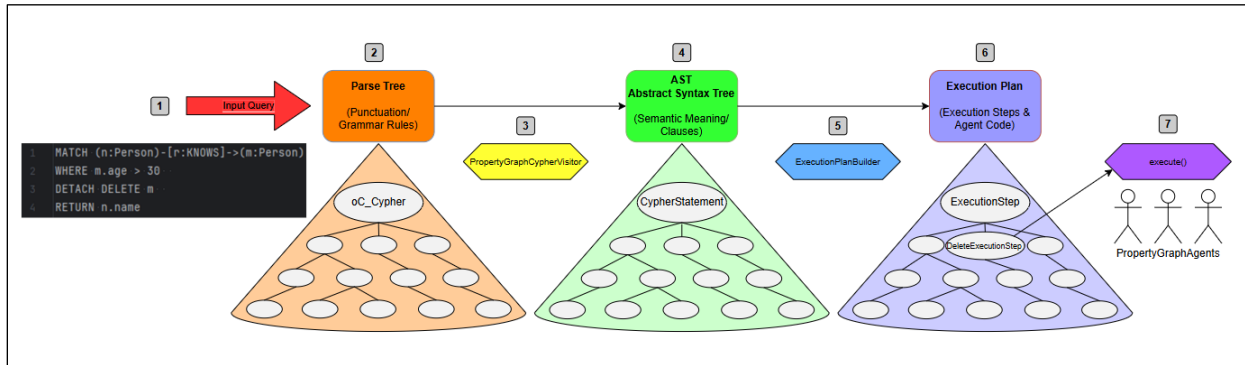 1
Input Query
1 MATCH (n:Person)-[r:KNOWS]->(m:Person)
2 WHERE m.age > 30
3 DETACH DELETE m
4 RETURN n.name
2
Parse Tree
(Punctuation/
Grammar Rules)
oC_Cypher
3
PropertyGraphCypherVisitor
4
AST
Abstract Syntax Tree
(Semantic Meaning/
Clauses)
CypherStatement
5
ExecutionPlanBuilder
6
Execution Plan
(Execution Steps &
Agent Code)
ExecutionStep
DeleteExecutionStep
7
execute()
PropertyGraphAgents